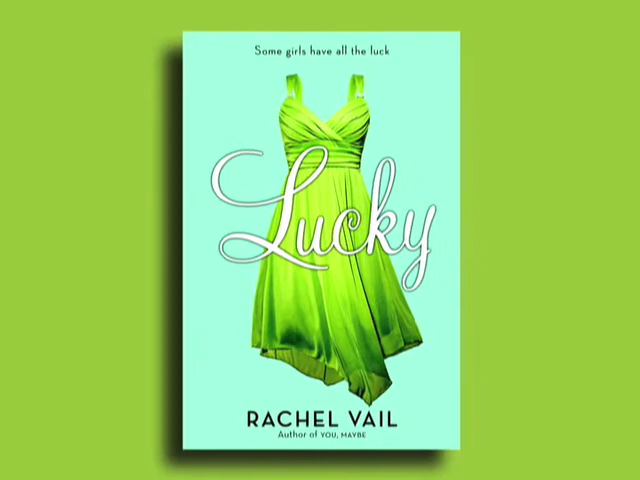 Some girls have all the luck
Lucky
RACHEL VAIL
Author of YOU, MAYBE